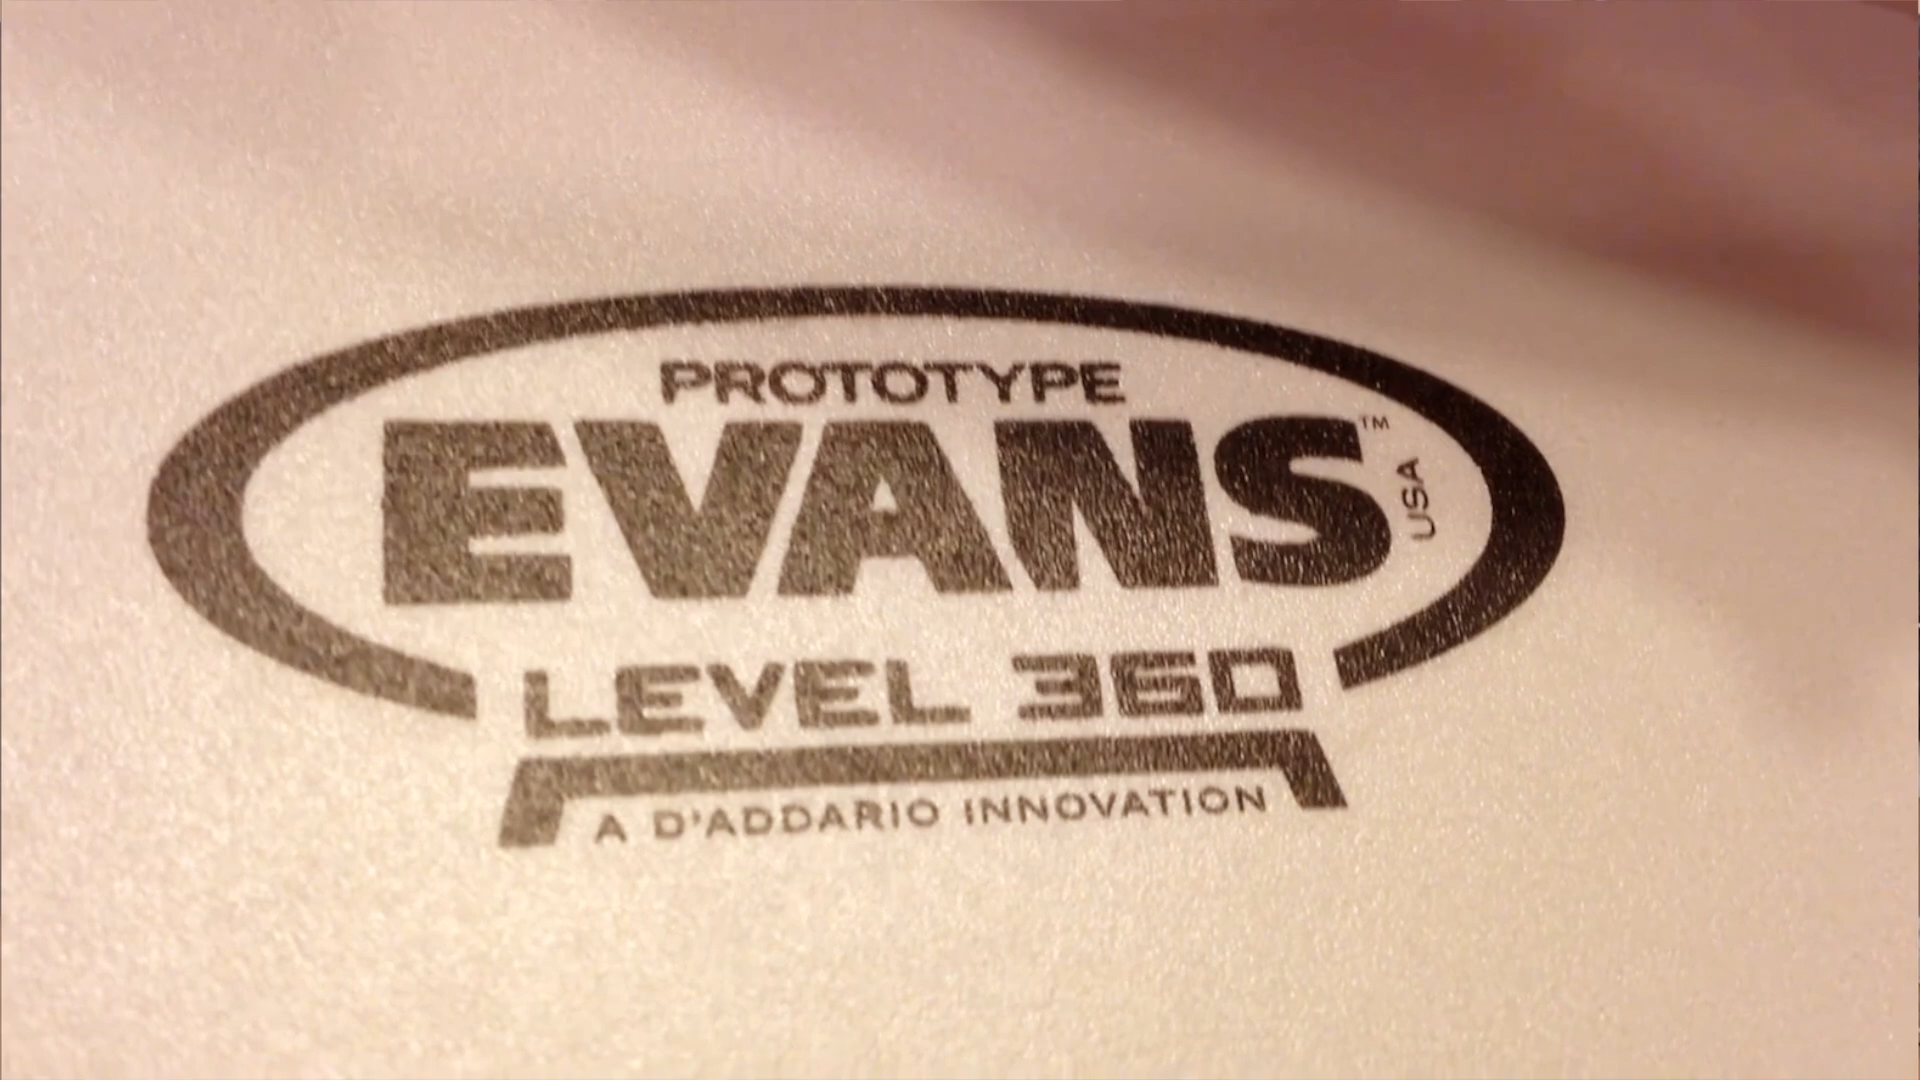 PROTOTYPE
EVANS™
USA
LEVEL 360
A D'ADDARIO INNOVATION